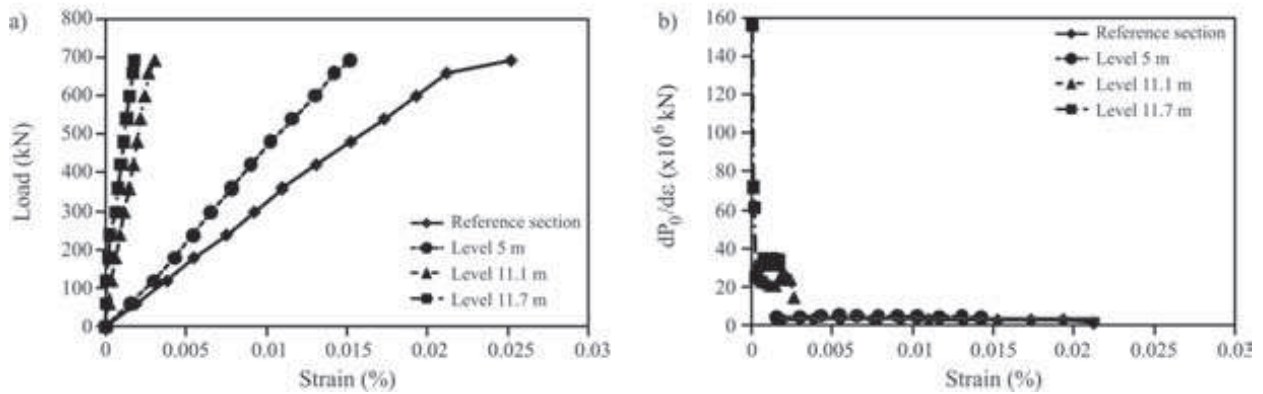 a)
Load (kN)
800
700
600
500
400
300
200
100
0
0
0.005
0.01
0.015
0.02
0.025
0.03
Strain (%)
Reference section
Level 5 m
Level 11.1 m
Level 11.7 m
b)
dP₀/dε (x10⁶ kN)
160
140
120
100
80
60
40
20
0
0
0.005
0.01
0.015
0.02
0.025
0.03
Strain (%)
Reference section
Level 5 m
Level 11.1 m
Level 11.7 m